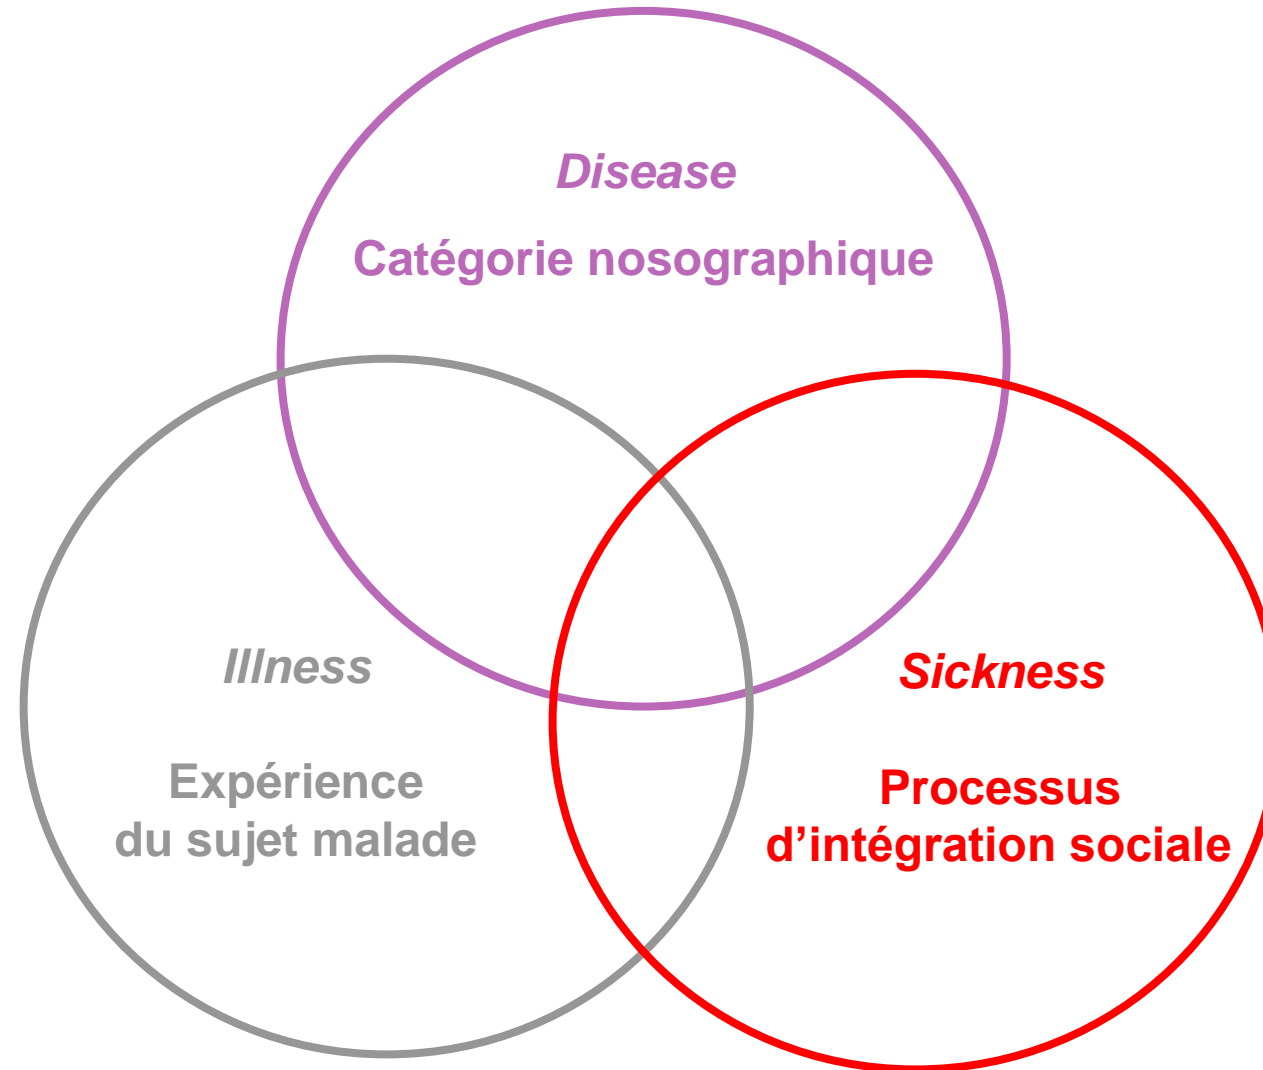 Disease
Catégorie nosographique
Illness
Expérience
du sujet malade
Sickness
Processus
d’intégration sociale